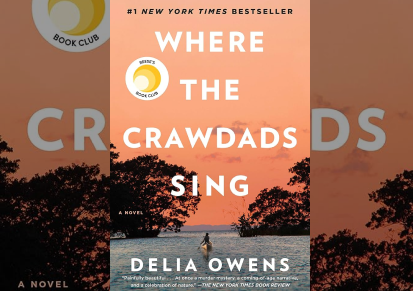 #1 NEW YORK TIMES BESTSELLER
WHERE
REESE'S
BOOK CLUB
THE
CRAWDADS
SING
A NOVEL
DELIA OWENS
"Painfully beautiful . . . At once a murder mystery, a coming-of-age narrative,
and a celebration of nature." —THE NEW YORK TIMES BOOK REVIEW
BOOK CLUB
CR
DS
A NOVEL